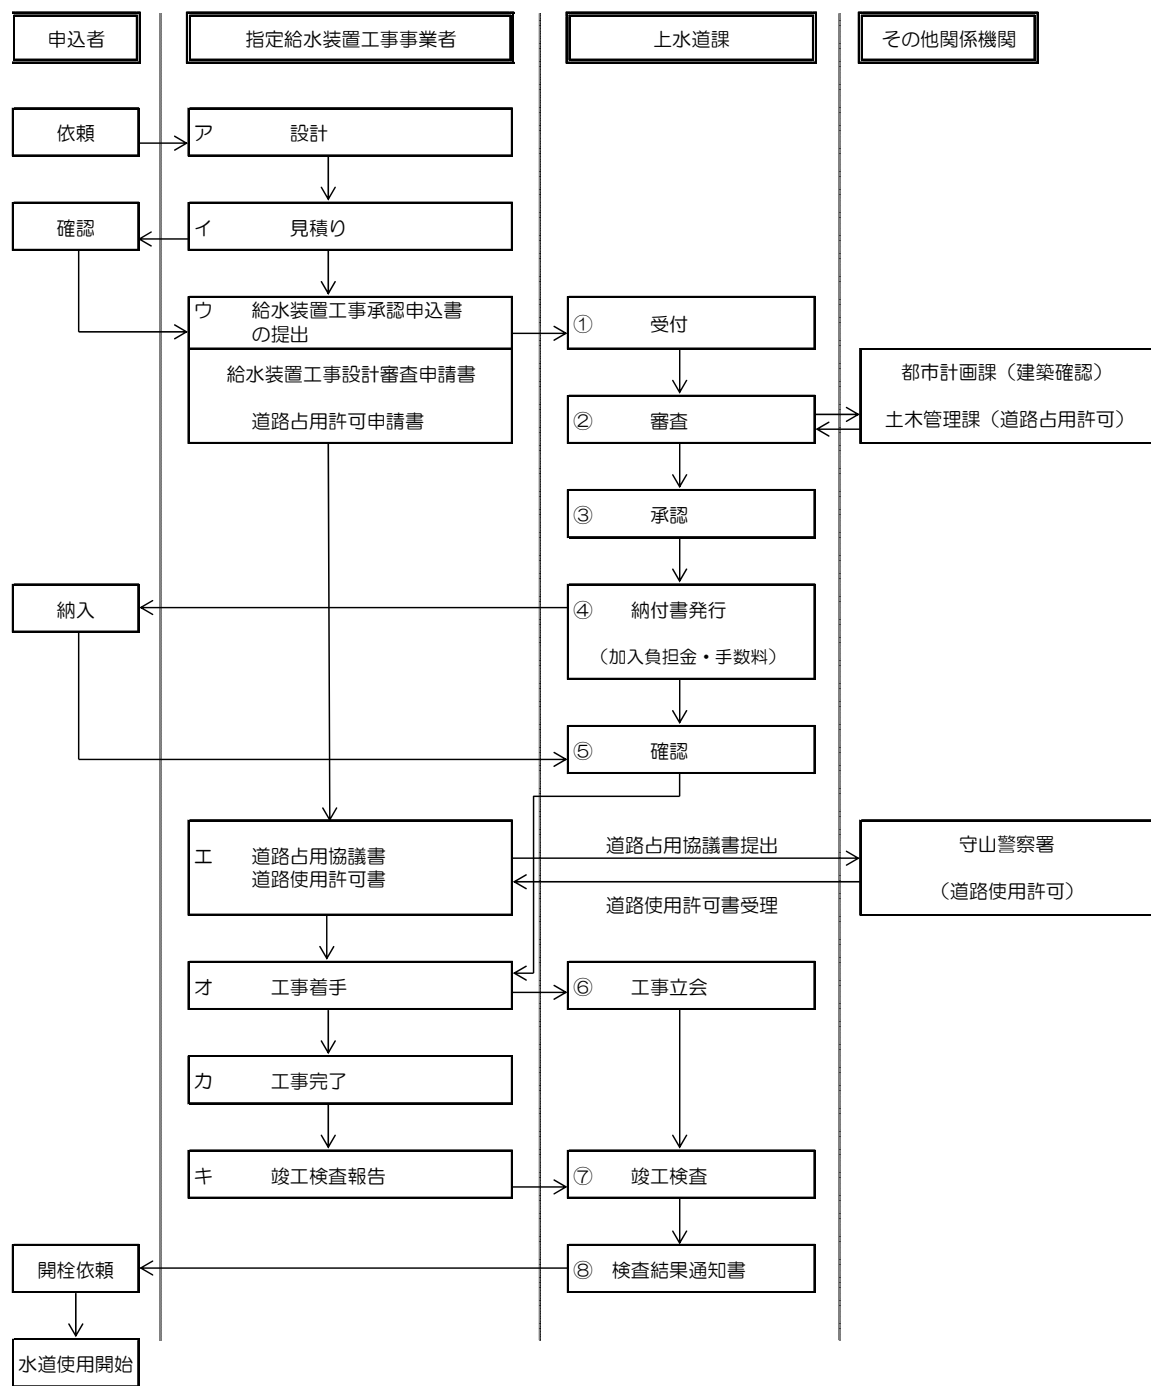 申込者
指定給水装置工事事業者
上水道課
その他関係機関
依頼
ア 設計
確認
イ 見積り
ウ 給水装置工事承認申込書
の提出
① 受付
給水装置工事設計審査申請書
道路占用許可申請書
② 審査
都市計画課（建築確認）
土木管理課（道路占用許可）
③ 承認
納入
④ 納付書発行
（加入負担金・手数料）
⑤ 確認
エ 道路占用協議書
道路使用許可書
道路占用協議書提出
道路使用許可書受理
守山警察署
（道路使用許可）
オ 工事着手
⑥ 工事立会
カ 工事完了
キ 竣工検査報告
⑦ 竣工検査
開栓依頼
⑧ 検査結果通知書
水道使用開始